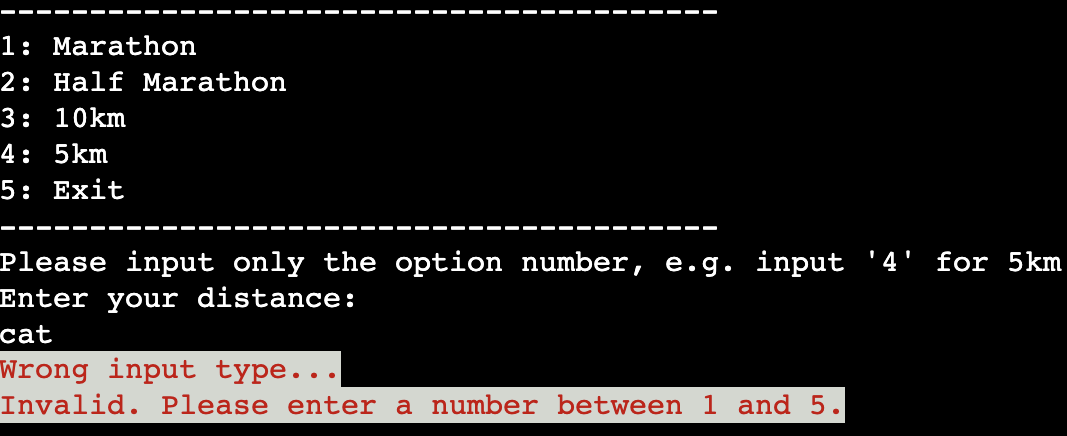 ----------------------------------------
1: Marathon
2: Half Marathon
3: 10km
4: 5km
5: Exit
----------------------------------------
Please input only the option number, e.g. input '4' for 5km
Enter your distance:
cat
Wrong input type...
Invalid. Please enter a number between 1 and 5.